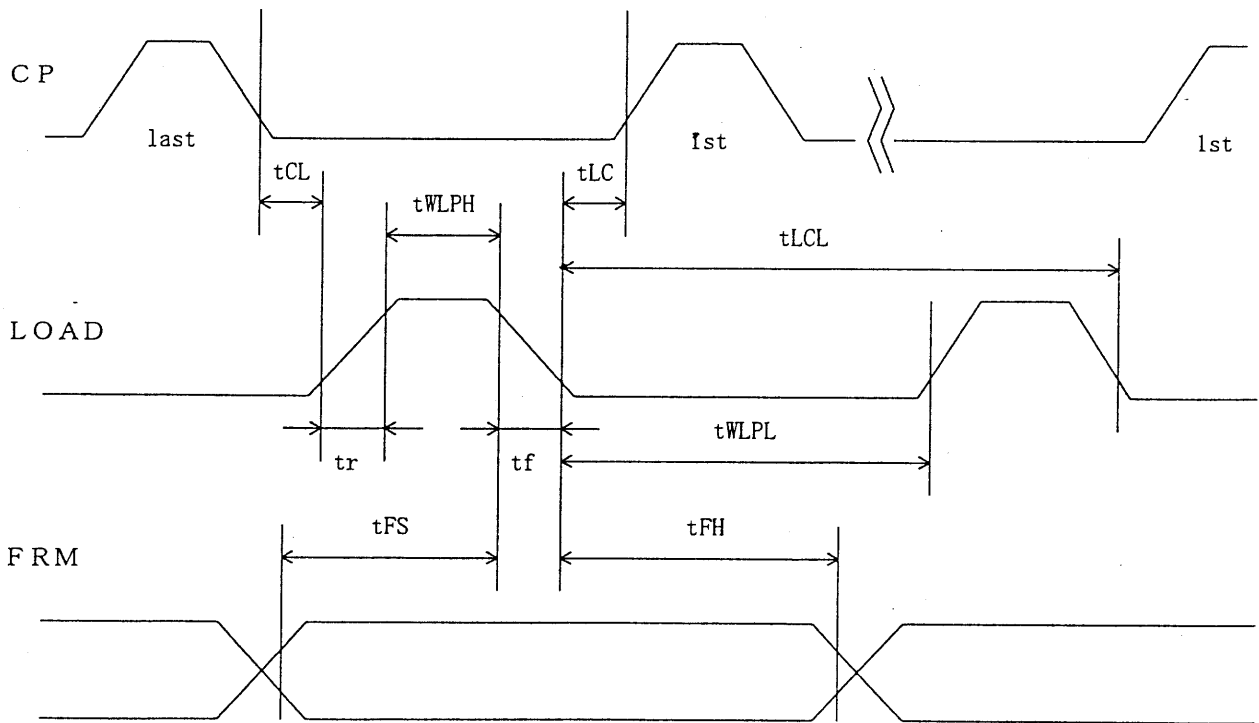 CP
last
1st
1st
tCL
tLC
tWLPH
tLCL
LOAD
tWLPL
tr
tf
tFS
tFH
FRM